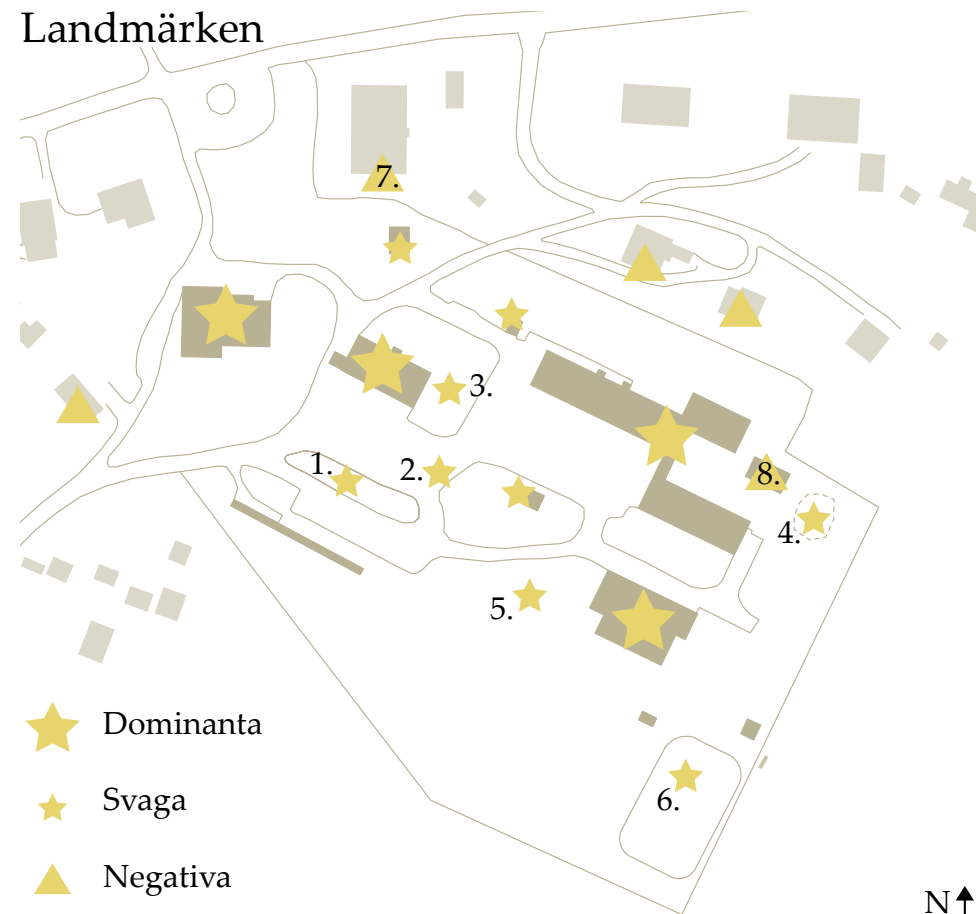 Landmärken
7.
3.
1.
2.
8.
4.
5.
6.
Dominanta
Svaga
Negativa
N